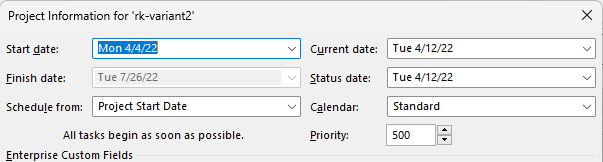 Project Information for 'rk-variant2'
Start date: Mon 4/4/22 Current date: Tue 4/12/22
Finish date: Tue 7/26/22 Status date: Tue 4/12/22
Schedule from: Project Start Date Calendar: Standard
All tasks begin as soon as possible. Priority: 500
Enterprise Custom Fields